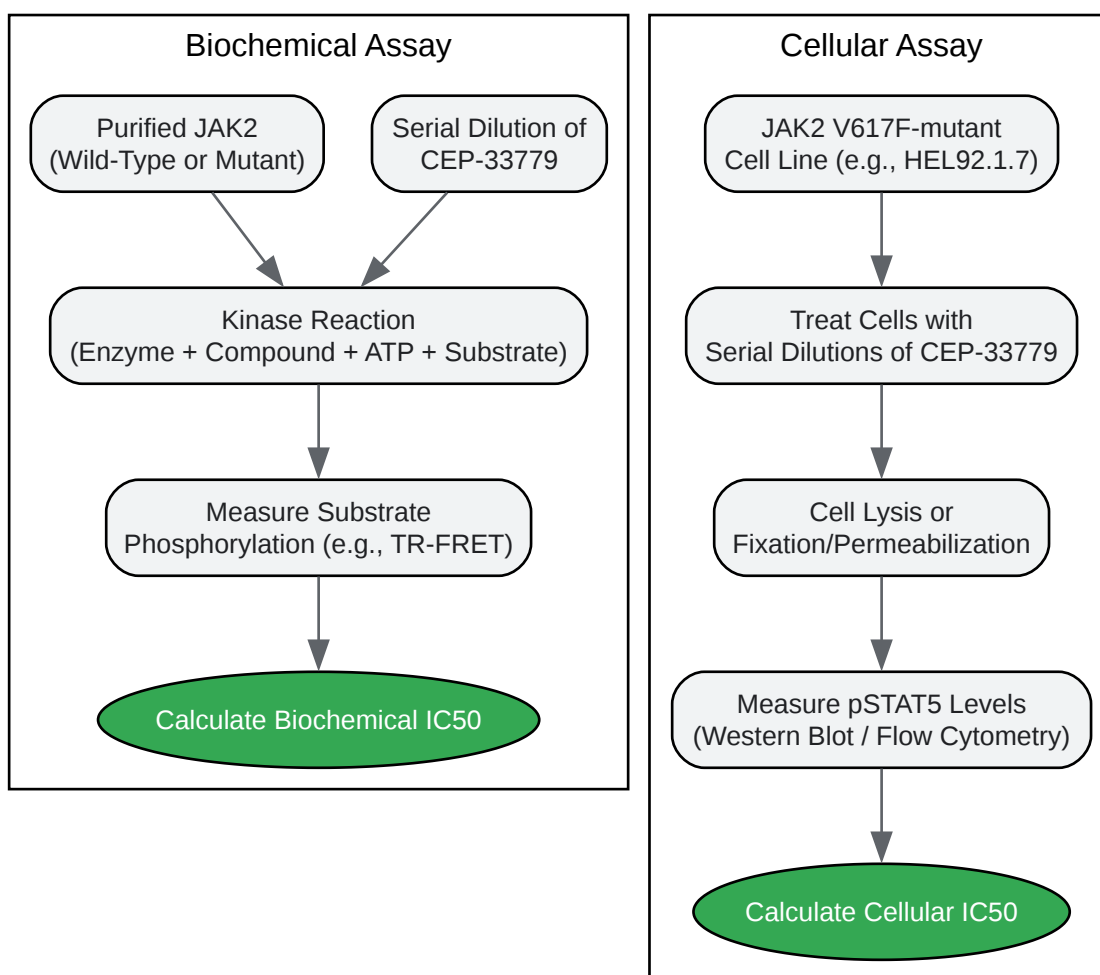 Biochemical Assay
Purified JAK2
(Wild-Type or Mutant)
Serial Dilution of
CEP-33779
Kinase Reaction
(Enzyme + Compound + ATP + Substrate)
Measure Substrate
Phosphorylation (e.g., TR-FRET)
Calculate Biochemical IC50
Cellular Assay
JAK2 V617F-mutant
Cell Line (e.g., HEL92.1.7)
Treat Cells with
Serial Dilutions of CEP-33779
Cell Lysis or
Fixation/Permeabilization
Measure pSTAT5 Levels
(Western Blot / Flow Cytometry)
Calculate Cellular IC50